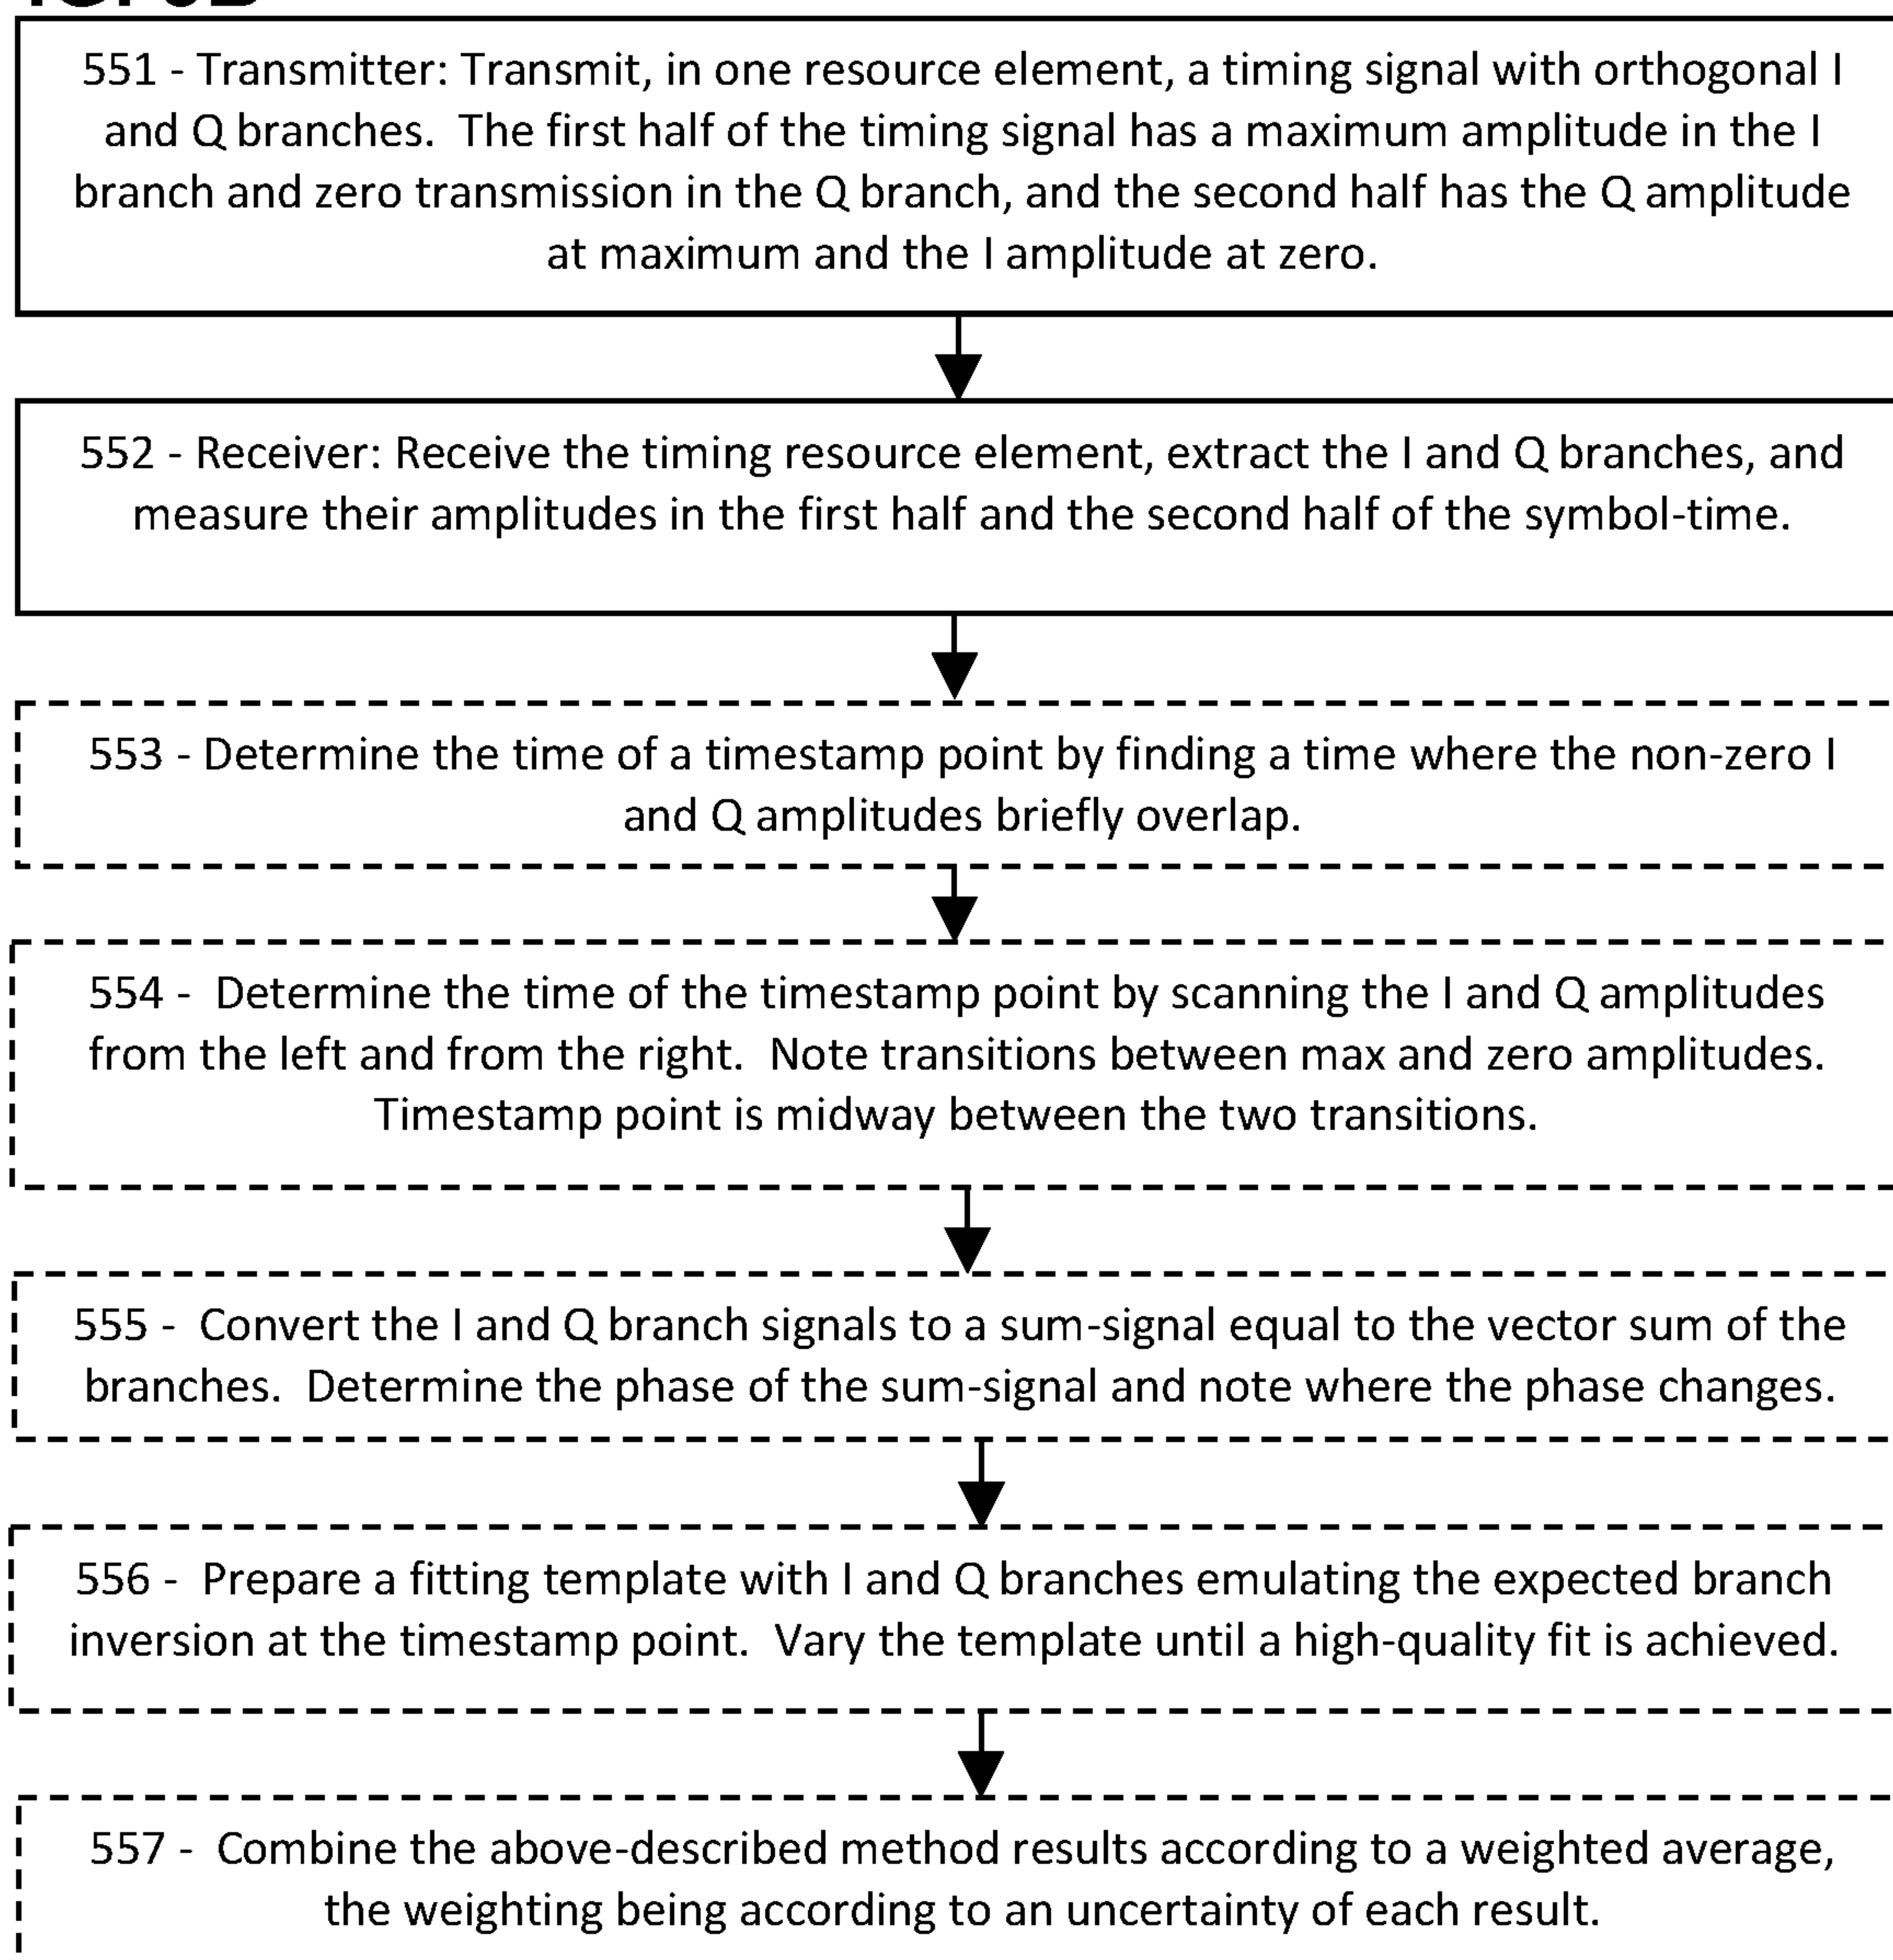 551 - Transmitter: Transmit, in one resource element, a timing signal with orthogonal I
and Q branches.  The first half of the timing signal has a maximum amplitude in the I
branch and zero transmission in the Q branch, and the second half has the Q amplitude
at maximum and the I amplitude at zero.
552 - Receiver: Receive the timing resource element, extract the I and Q branches, and
measure their amplitudes in the first half and the second half of the symbol-time.
553 - Determine the time of a timestamp point by finding a time where the non-zero I
and Q amplitudes briefly overlap.
554 -  Determine the time of the timestamp point by scanning the I and Q amplitudes
from the left and from the right.  Note transitions between max and zero amplitudes.
Timestamp point is midway between the two transitions.
555 -  Convert the I and Q branch signals to a sum-signal equal to the vector sum of the
branches.  Determine the phase of the sum-signal and note where the phase changes.
556 -  Prepare a fitting template with I and Q branches emulating the expected branch
inversion at the timestamp point.  Vary the template until a high-quality fit is achieved.
557 -  Combine the above-described method results according to a weighted average,
the weighting being according to an uncertainty of each result.